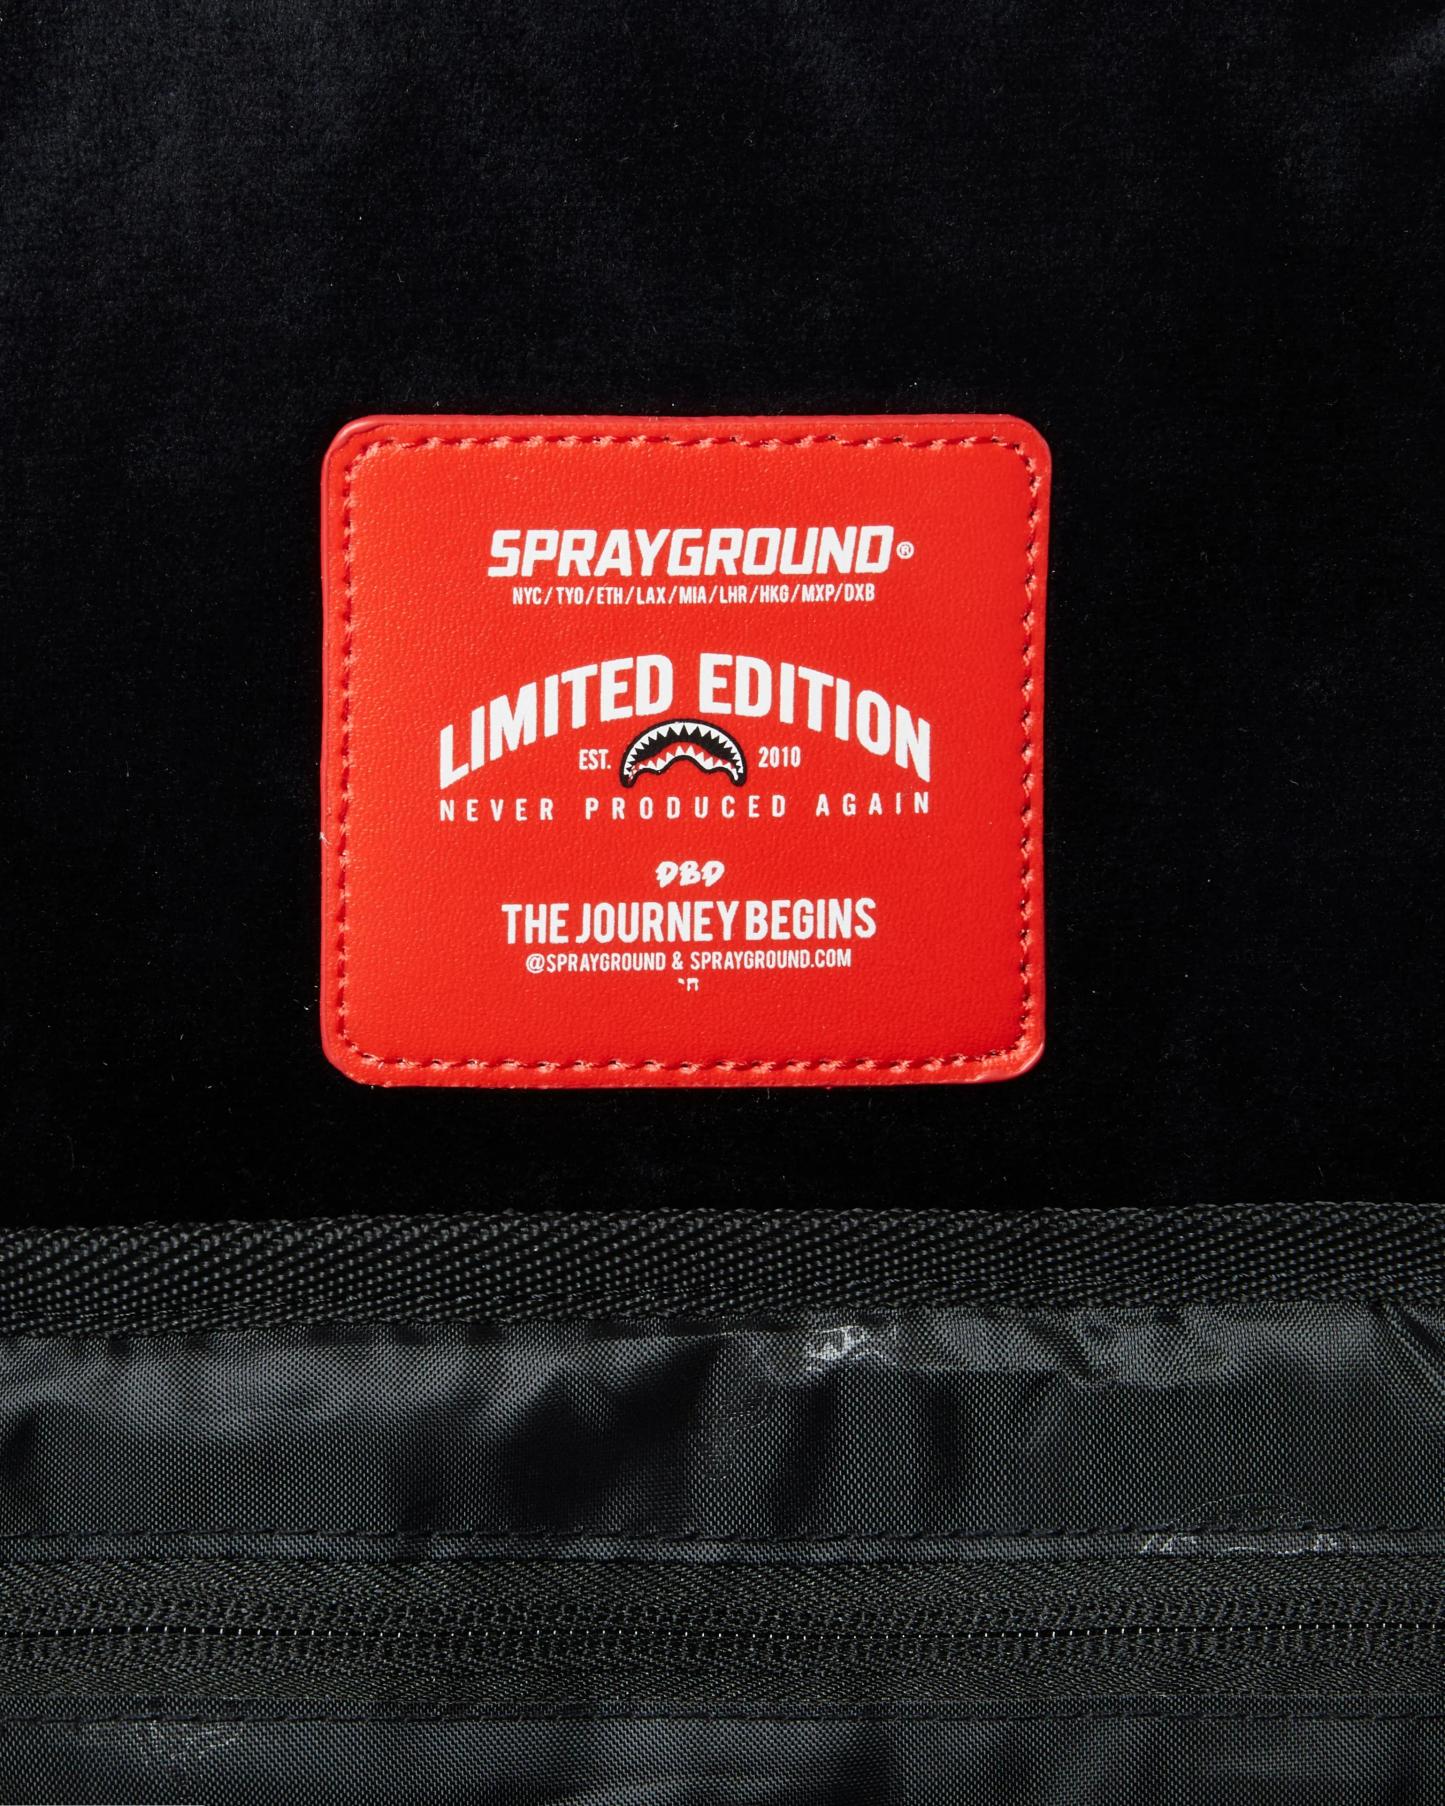 SPRAYGROUND®
NYC/TYO/ETH/LAX/MIA/LHR/HKG/MXP/DXB
LIMITED EDITION
EST. 2010
NEVER PRODUCED AGAIN
DBD
THE JOURNEY BEGINS
@SPRAYGROUND & SPRAYGROUND.COM